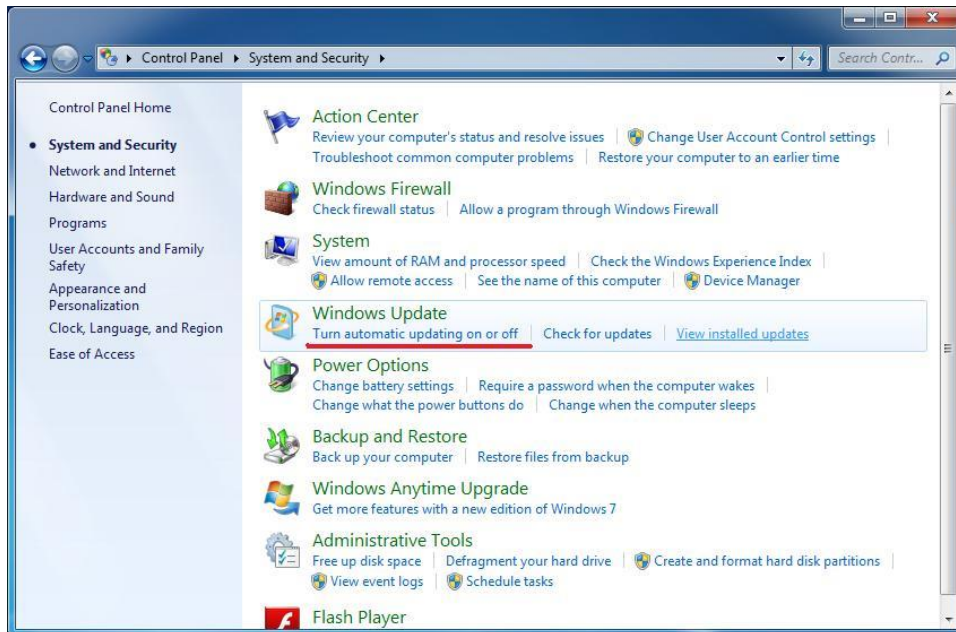 Control Panel System and Security
Search Contr...
Control Panel Home
System and Security
Network and Internet
Hardware and Sound
Programs
User Accounts and Family
Safety
Appearance and
Personalization
Clock, Language, and Region
Ease of Access
Action Center
Review your computer's status and resolve issues Change User Account Control settings
Troubleshoot common computer problems Restore your computer to an earlier time
Windows Firewall
Check firewall status Allow a program through Windows Firewall
System
View amount of RAM and processor speed Check the Windows Experience Index
Allow remote access See the name of this computer Device Manager
Windows Update
Turn automatic updating on or off Check for updates View installed updates
Power Options
Change battery settings Require a password when the computer wakes
Change what the power buttons do Change when the computer sleeps
Backup and Restore
Back up your computer Restore files from backup
Windows Anytime Upgrade
Get more features with a new edition of Windows 7
Administrative Tools
Free up disk space Defragment your hard drive Create and format hard disk partitions
View event logs Schedule tasks
Flash Player